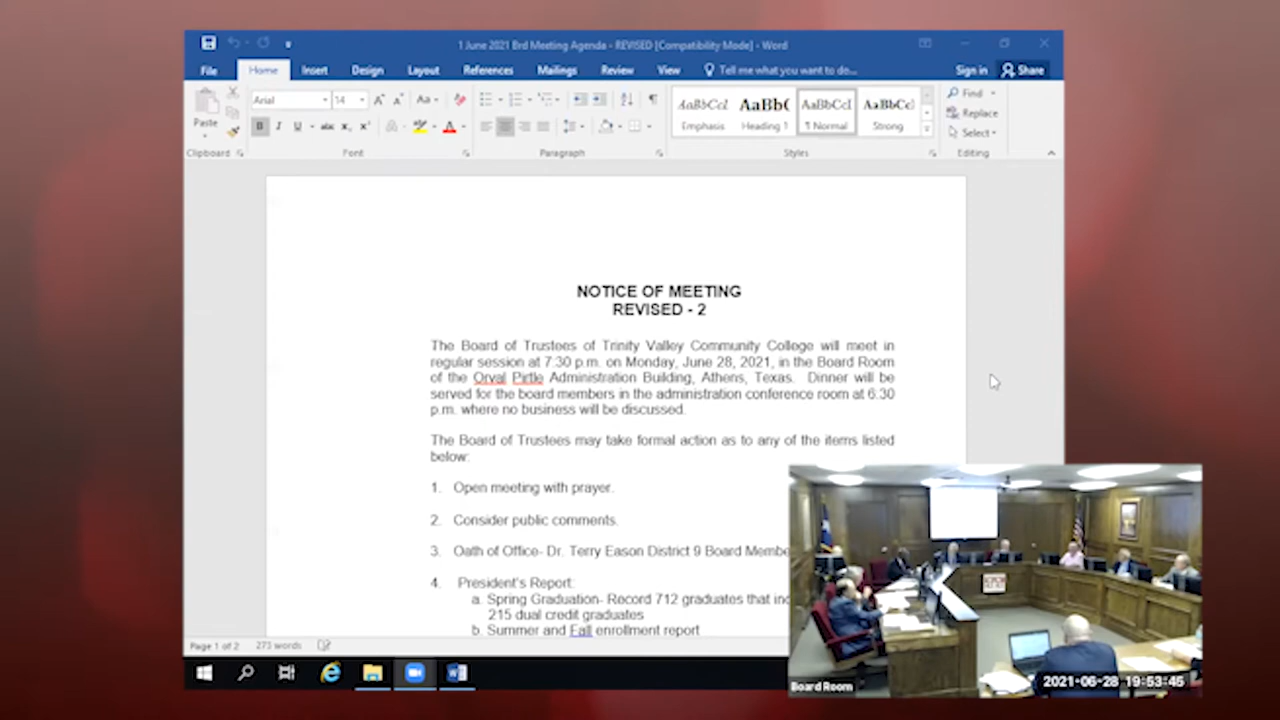 1 June 2021 Brd Meeting Agenda - REVISED [Compatibility Mode] - Word
File Home Insert Design Layout References Mailings Review View Tell me what you want to do... Sign in Share
Paste
Arial 14
Aa
B I U abc x₂ x²
A
AaBbCcI AaBb( AaBbCcI AaBbCcI
Emphasis Heading 1 ¶ Normal Strong
Find
Replace
Select
Clipboard Font Paragraph Styles Editing
NOTICE OF MEETING
REVISED - 2
The Board of Trustees of Trinity Valley Community College will meet in
regular session at 7:30 p.m. on Monday, June 28, 2021, in the Board Room
of the Orval Pirtle Administration Building, Athens, Texas. Dinner will be
served for the board members in the administration conference room at 6:30
p.m. where no business will be discussed.
The Board of Trustees may take formal action as to any of the items listed
below:
1. Open meeting with prayer.
2. Consider public comments.
3. Oath of Office- Dr. Terry Eason District 9 Board Membe
4. President's Report:
a. Spring Graduation- Record 712 graduates that inc
215 dual credit graduates
b. Summer and Fall enrollment report
Page 1 of 2 273 words
Board Room
2021-06-28 19:53:45